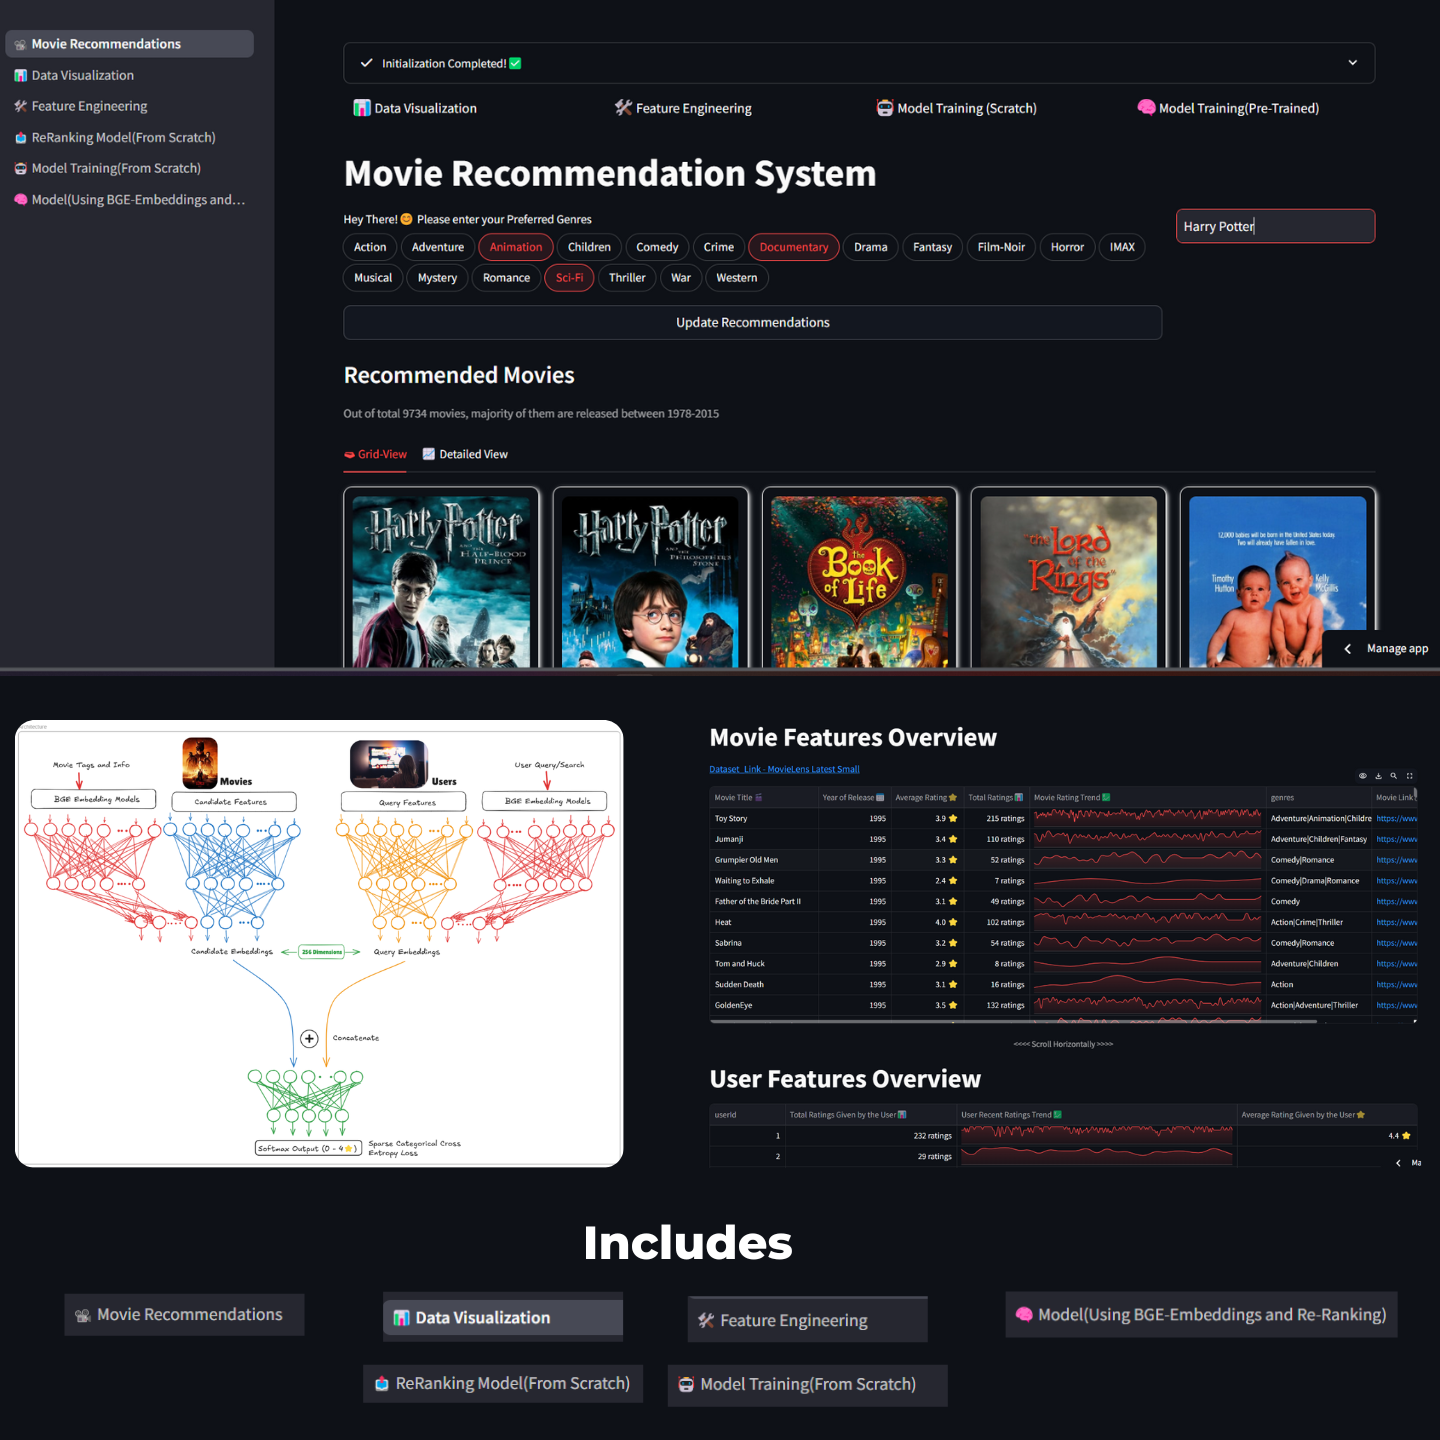 Movie Recommendations
Data Visualization
Feature Engineering
ReRanking Model(From Scratch)
Model Training(From Scratch)
Model(Using BGE-Embeddings and...
Initialization Completed!
Data Visualization
Feature Engineering
Model Training (Scratch)
Model Training(Pre-Trained)
Movie Recommendation System
Hey There! Please enter your Preferred Genres
Harry Potter
Action Adventure Animation Children Comedy Crime Documentary Drama Fantasy Film-Noir Horror IMAX
Musical Mystery Romance Sci-Fi Thriller War Western
Update Recommendations
Recommended Movies
Out of total 9734 movies, majority of them are released between 1978-2015
Grid-View Detailed View
Harry Potter
AND THE HALF-BLOOD
PRINCE
Harry Potter
AND THE PHILOSOPHER'S
STONE
the
Book
of Life
"the Lord
of the
Rings"
12,000 babies will be born in the United States today.
Two will already have fallen in love.
Timothy
Hutton
Kelly
McGillis
Manage app
Movie Tags and Info
Movies
Users
User Query/Search
BGE Embedding Models
Candidate Features
Query Features
BGE Embedding Models
Candidate Embeddings
256 Dimensions
Query Embeddings
+
Concatenate
Softmax Output (0 - 4)
Sparse Categorical Cross
Entropy Loss
Movie Features Overview
Dataset_Link - MovieLens Latest Small
Movie Title Year of Release Average Rating Total Ratings Movie Rating Trend genres Movie Link
Toy Story 1995 3.9 215 ratings Adventure|Animation|Childre https://www
Jumanji 1995 3.4 110 ratings Adventure|Children|Fantasy https://www
Grumpier Old Men 1995 3.3 52 ratings Comedy|Romance https://www
Waiting to Exhale 1995 2.4 7 ratings Comedy|Drama|Romance https://www
Father of the Bride Part II 1995 3.1 49 ratings Comedy https://www
Heat 1995 4.0 102 ratings Action|Crime|Thriller https://www
Sabrina 1995 3.2 54 ratings Comedy|Romance https://www
Tom and Huck 1995 2.9 8 ratings Adventure|Children https://www
Sudden Death 1995 3.1 16 ratings Action https://www
GoldenEye 1995 3.5 132 ratings Action|Adventure|Thriller https://www
<<<< Scroll Horizontally >>>>
User Features Overview
userId Total Ratings Given by the User User Recent Ratings Trend Average Rating Given by the User
1 232 ratings 4.4
2 29 ratings
Ma
Includes
Movie Recommendations
Data Visualization
Feature Engineering
Model(Using BGE-Embeddings and Re-Ranking)
ReRanking Model(From Scratch)
Model Training(From Scratch)